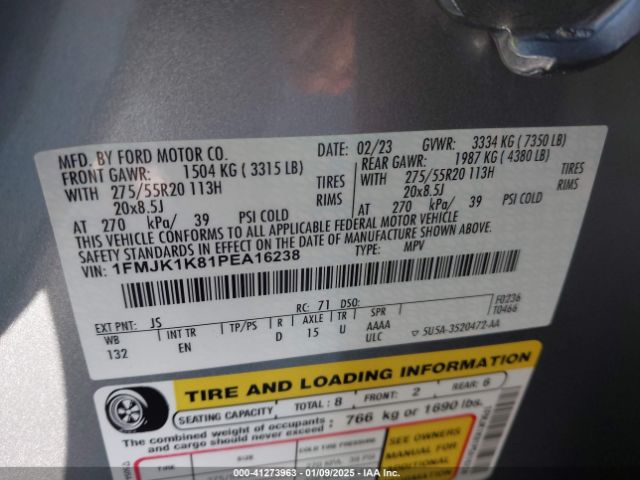 MFD. BY FORD MOTOR CO.
DATE: 02/23 GVWR: 3334 KG ( 7350 LB)
FRONT GAWR: 1504 KG ( 3315 LB)
REAR GAWR: 1987 KG ( 4380 LB)
WITH 275/55R20 113H TIRES
WITH 275/55R20 113H TIRES
20x8.5J RIMS
20x8.5J RIMS
AT 270 kPa/ 39 PSI COLD
AT 270 kPa/ 39 PSI COLD
THIS VEHICLE CONFORMS TO ALL APPLICABLE FEDERAL MOTOR VEHICLE
SAFETY STANDARDS IN EFFECT ON THE DATE OF MANUFACTURE SHOWN ABOVE.
VIN: 1FMJK1K81PEA16238 TYPE: MPV
EXT PNT: JS RC: 71 DSO: F0236
T0466
WB INT TR TP/PS R AXLE TR SPR
132 EN D 15 U AAAA
ULC ▽ 5U5A-3520472-AA
TIRE AND LOADING INFORMATION
SEATING CAPACITY TOTAL: 8 FRONT: 2 REAR: 6
The combined weight of occupants
and cargo should never exceed : 766 kg or 1690 lbs.
TIRE SIZE COLD TIRE PRESSURE
SEE OWNERS
MANUAL FOR
ADDITIONAL
00-41273963 - 01/09/2025 - IAA Inc.